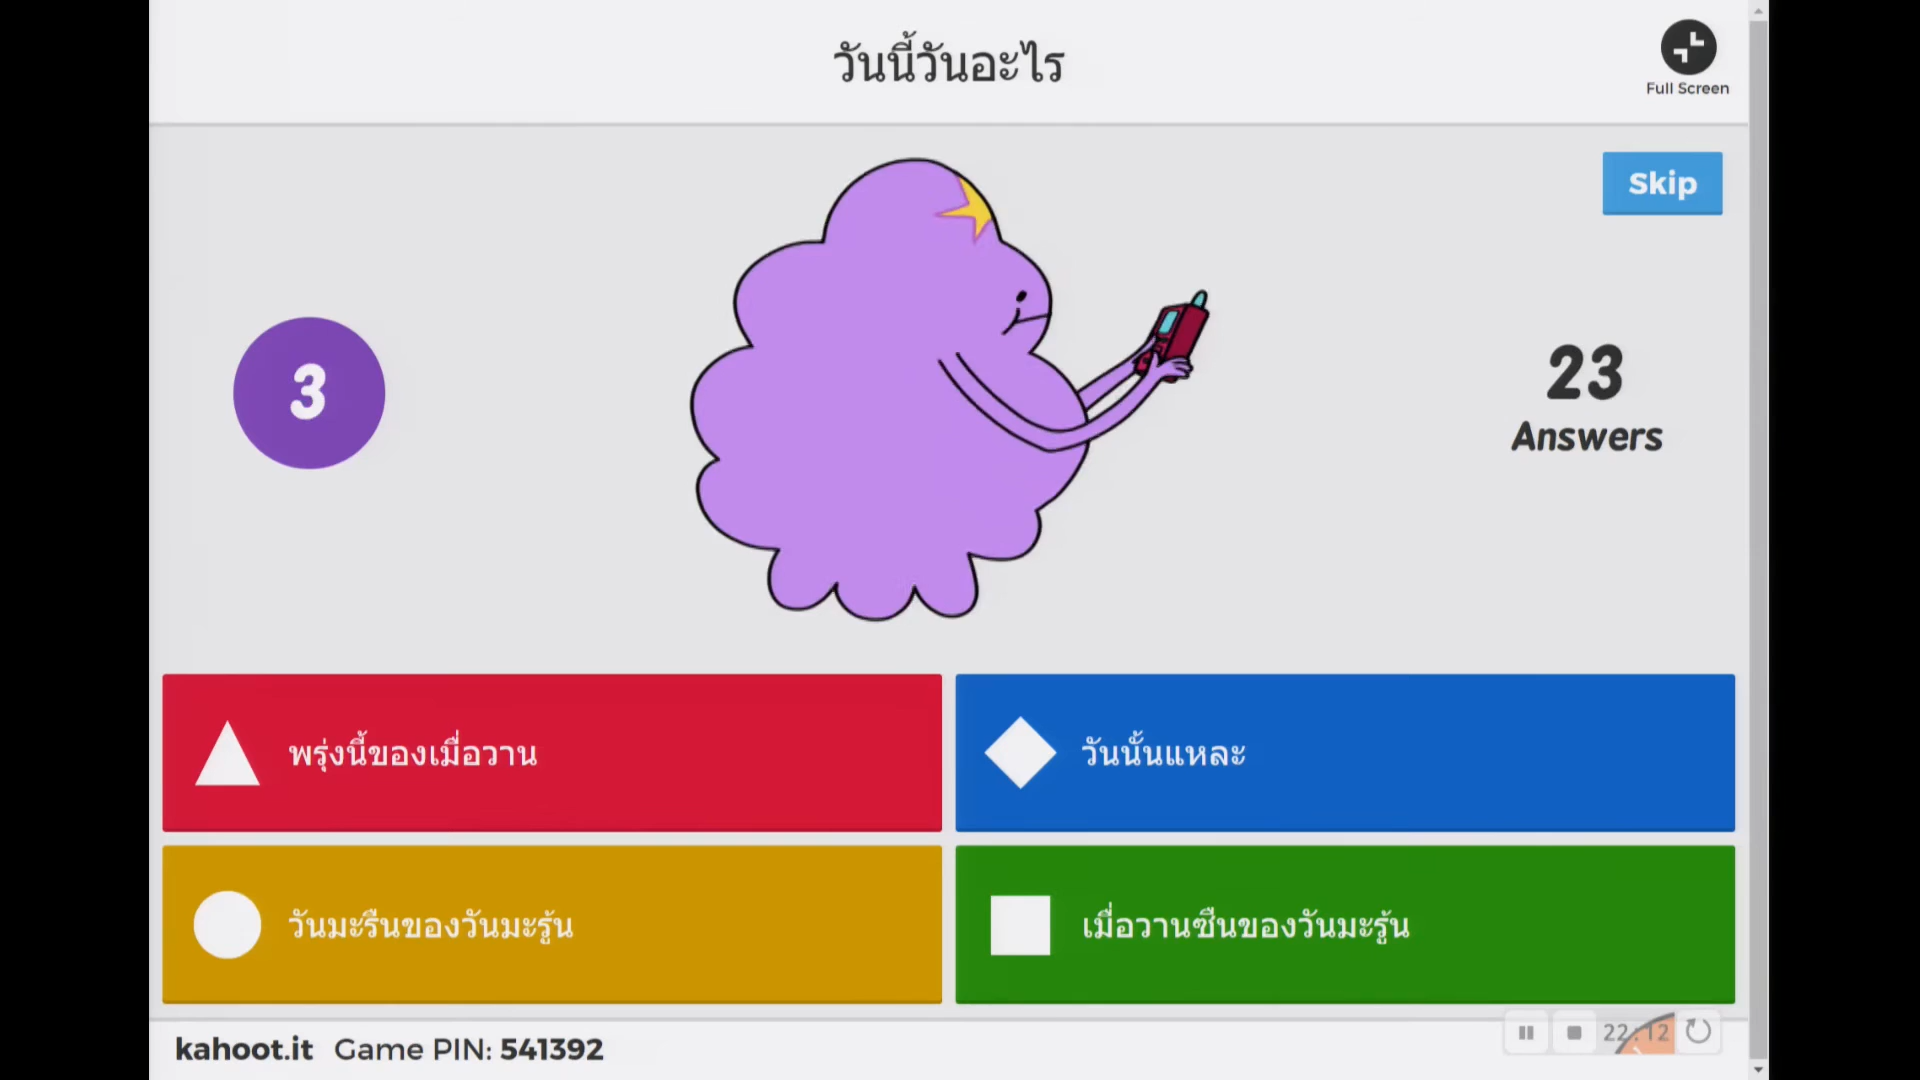 วันนี้วันอะไร
Full Screen
Skip
3
23
Answers
พรุ่งนี้ของเมื่อวาน
วันนั้นแหละ
วันมะรืนของวันมะรู้น
เมื่อวานซืนของวันมะรู้น
kahoot.it Game PIN: 541392
22:12